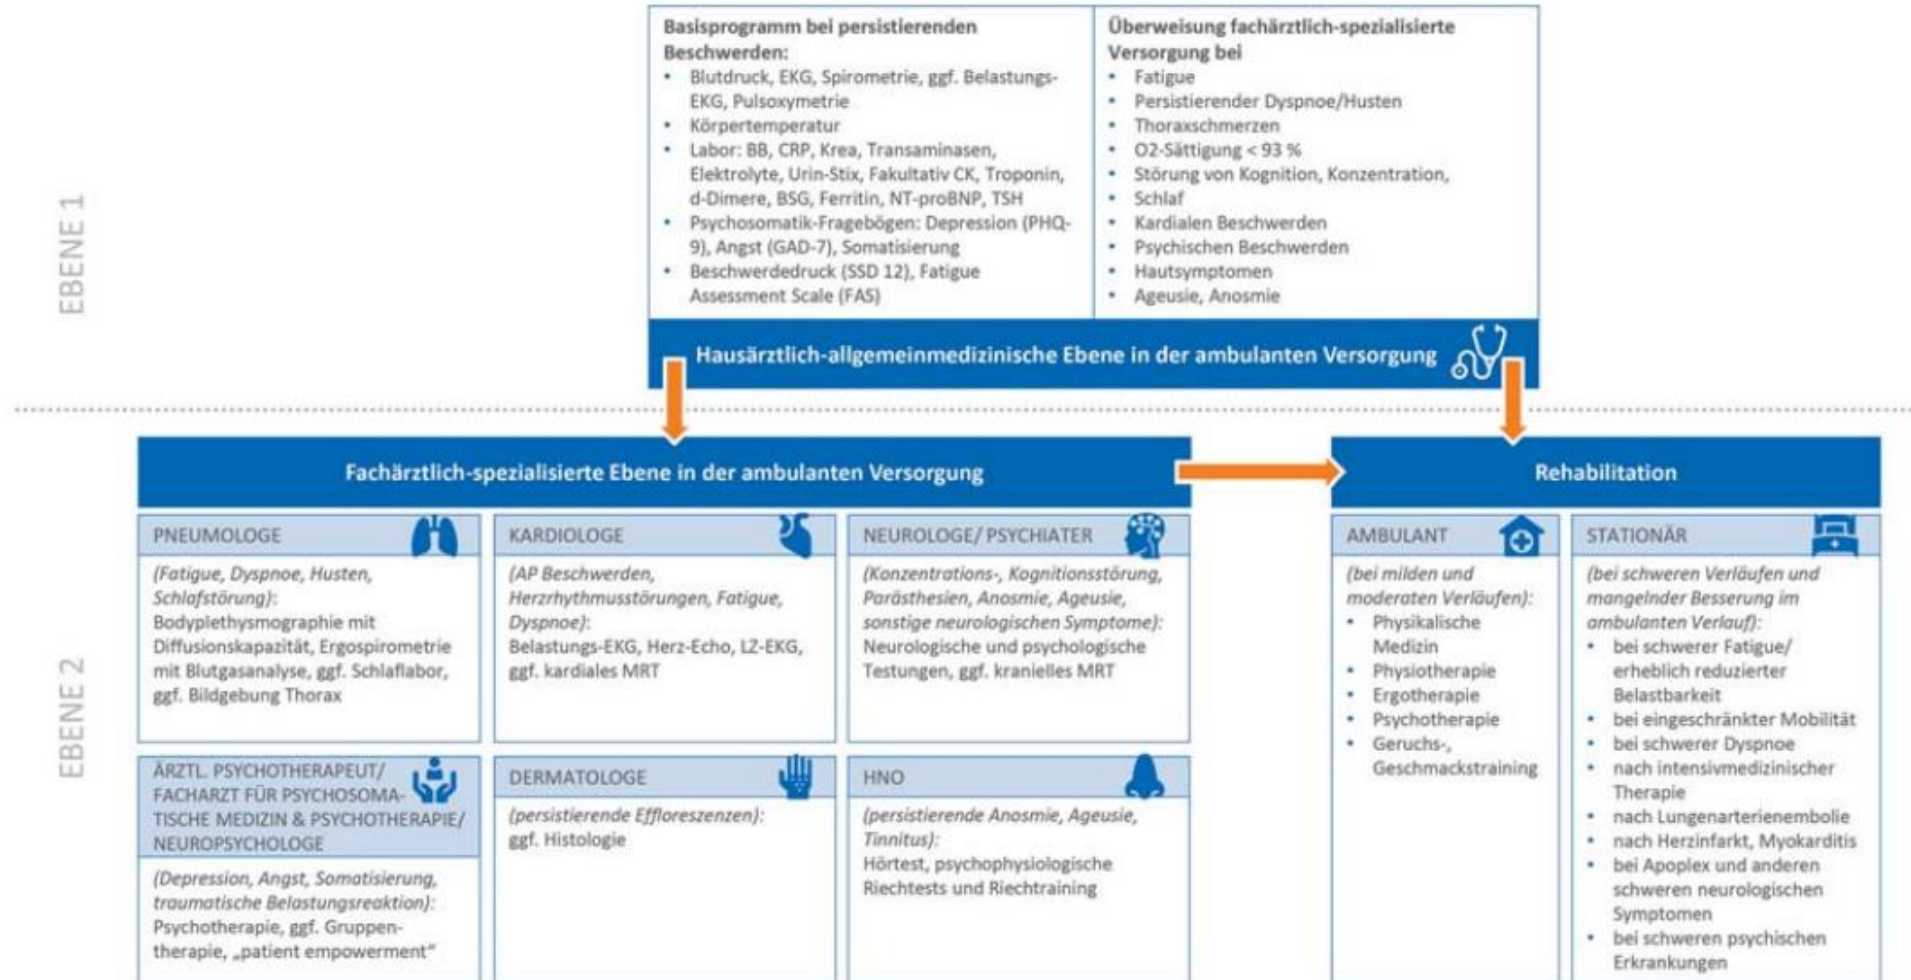 EBENE 1
Basisprogramm bei persistierenden
Beschwerden:
• Blutdruck, EKG, Spirometrie, ggf. Belastungs-
EKG, Pulsoxymetrie
• Körpertemperatur
• Labor: BB, CRP, Krea, Transaminasen,
Elektrolyte, Urin-Stix, Fakultativ CK, Troponin,
d-Dimere, BSG, Ferritin, NT-proBNP, TSH
• Psychosomatik-Fragebögen: Depression (PHQ-
9), Angst (GAD-7), Somatisierung
• Beschwerdedruck (SSD 12), Fatigue
Assessment Scale (FAS)
Überweisung fachärztlich-spezialisierte
Versorgung bei
• Fatigue
• Persistierender Dyspnoe/Husten
• Thoraxschmerzen
• O2-Sättigung < 93 %
• Störung von Kognition, Konzentration,
• Schlaf
• Kardialen Beschwerden
• Psychischen Beschwerden
• Hautsymptomen
• Ageusie, Anosmie
Hausärztlich-allgemeinmedizinische Ebene in der ambulanten Versorgung
EBENE 2
Fachärztlich-spezialisierte Ebene in der ambulanten Versorgung
PNEUMOLOGE
(Fatigue, Dyspnoe, Husten,
Schlafstörung):
Bodyplethysmographie mit
Diffusionskapazität, Ergospirometrie
mit Blutgasanalyse, ggf. Schlaflabor,
ggf. Bildgebung Thorax
KARDIOLOGE
(AP Beschwerden,
Herzrhythmusstörungen, Fatigue,
Dyspnoe):
Belastungs-EKG, Herz-Echo, LZ-EKG,
ggf. kardiales MRT
NEUROLOGE/ PSYCHIATER
(Konzentrations-, Kognitionsstörung,
Parästhesien, Anosmie, Ageusie,
sonstige neurologischen Symptome):
Neurologische und psychologische
Testungen, ggf. kranielles MRT
ÄRZTL. PSYCHOTHERAPEUT/
FACHARZT FÜR PSYCHOSOMA-
TISCHE MEDIZIN & PSYCHOTHERAPIE/
NEUROPSYCHOLOGE
(Depression, Angst, Somatisierung,
traumatische Belastungsreaktion):
Psychotherapie, ggf. Gruppen-
therapie, „patient empowerment“
DERMATOLOGE
(persistierende Effloreszenzen):
ggf. Histologie
HNO
(persistierende Anosmie, Ageusie,
Tinnitus):
Hörtest, psychophysiologische
Riechtests und Riechtraining
Rehabilitation
AMBULANT
(bei milden und
moderaten Verläufen):
• Physikalische
Medizin
• Physiotherapie
• Ergotherapie
• Psychotherapie
• Geruchs-,
Geschmackstraining
STATIONÄR
(bei schweren Verläufen und
mangelnder Besserung im
ambulanten Verlauf):
• bei schwerer Fatigue/
erheblich reduzierter
Belastbarkeit
• bei eingeschränkter Mobilität
• bei schwerer Dyspnoe
• nach intensivmedizinischer
Therapie
• nach Lungenarterienembolie
• nach Herzinfarkt, Myokarditis
• bei Apoplex und anderen
schweren neurologischen
Symptomen
• bei schweren psychischen
Erkrankungen